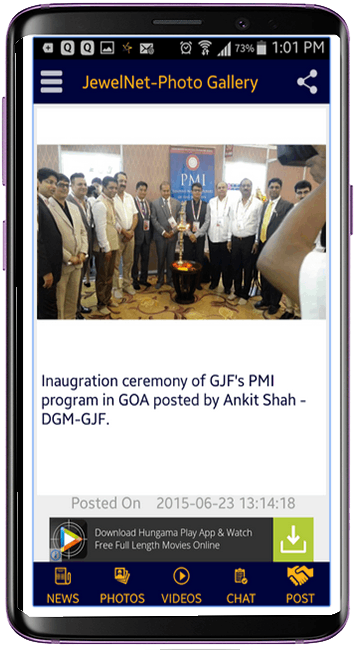 73% 1:01 PM
JewelNet-Photo Gallery
PMI
Inaugration ceremony of GJF's PMI
program in GOA posted by Ankit Shah -
DGM-GJF.
Posted On 2015-06-23 13:14:18
Download Hungama Play App & Watch
Free Full Length Movies Online
NEWS PHOTOS VIDEOS CHAT POST